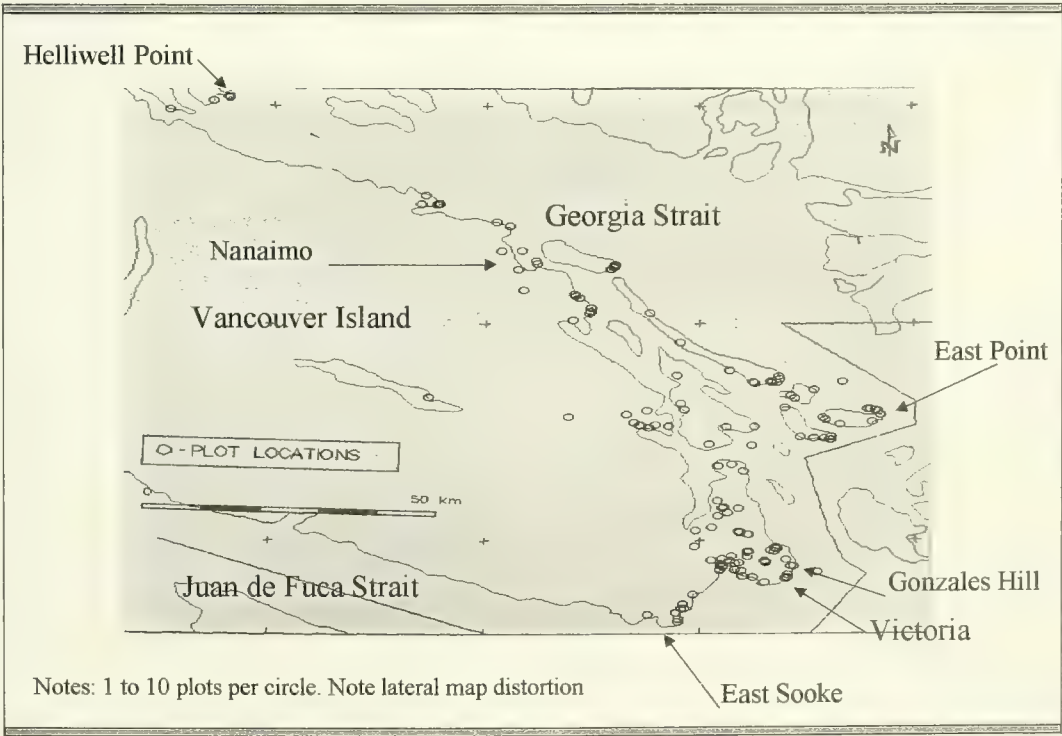 Helliwell Point
Georgia Strait
Nanaimo
Vancouver Island
East Point
O - PLOT LOCATIONS
50 km
Juan de Fuca Strait
Gonzales Hill
Victoria
Notes: 1 to 10 plots per circle. Note lateral map distortion
East Sooke